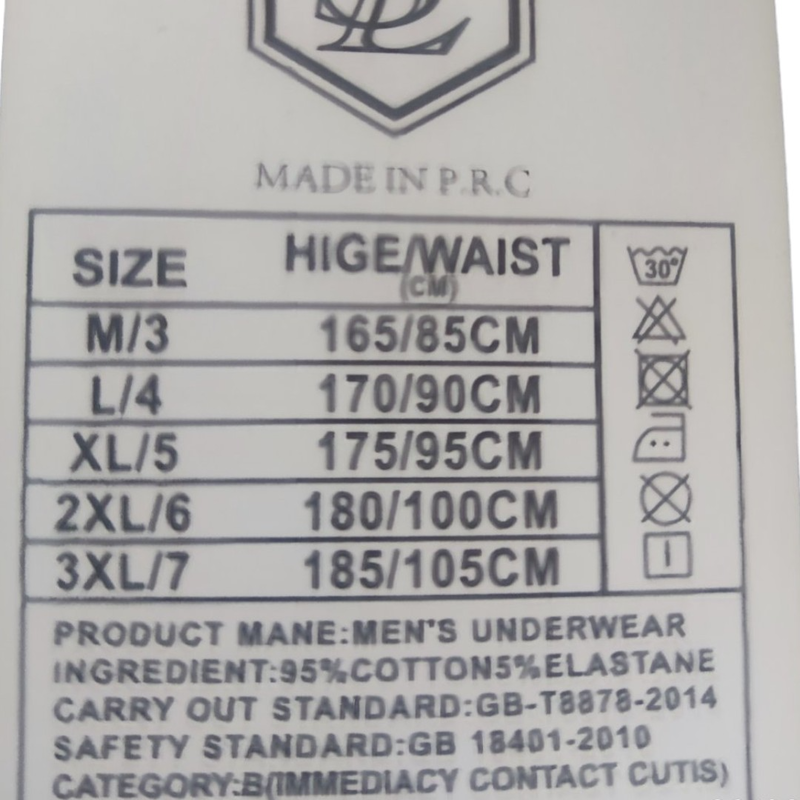 MADE IN P.R.C
SIZE HIGE/WAIST
(CM)
M/3 165/85CM
L/4 170/90CM
XL/5 175/95CM
2XL/6 180/100CM
3XL/7 185/105CM
30°
PRODUCT MANE:MEN'S UNDERWEAR
INGREDIENT:95%COTTON5%ELASTANE
CARRY OUT STANDARD:GB-T8878-2014
SAFETY STANDARD:GB 18401-2010
CATEGORY:B(IMMEDIACY CONTACT CUTIS)